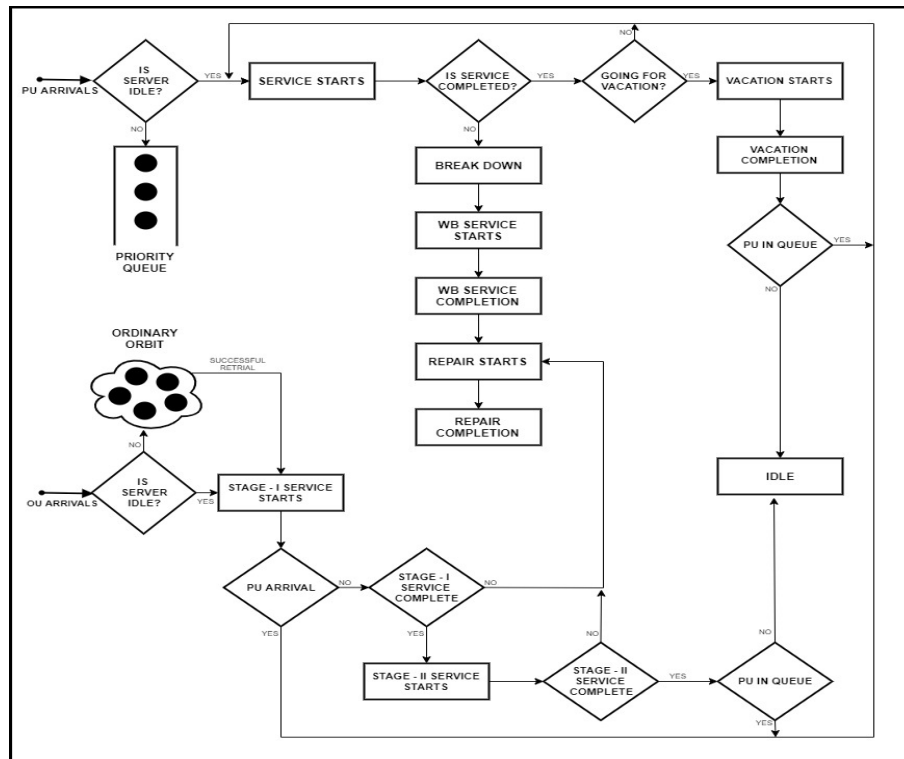 NO
IS
SERVER
IDLE?
YES
SERVICE STARTS
IS SERVICE
COMPLETED?
YES
GOING FOR
VACATION?
YES
VACATION STARTS
PU ARRIVALS
NO
NO
VACATION
COMPLETION
BREAK DOWN
WB SERVICE
STARTS
PU IN QUEUE
YES
PRIORITY
QUEUE
NO
WB SERVICE
COMPLETION
ORDINARY
ORBIT
SUCCESSFUL
RETRIAL
REPAIR STARTS
REPAIR
COMPLETION
NO
IS
SERVER
IDLE?
YES
STAGE - I SERVICE
STARTS
IDLE
OU ARRIVALS
PU ARRIVAL
NO
STAGE - I
SERVICE
COMPLETE
NO
YES
YES
NO
NO
STAGE - II SERVICE
STARTS
STAGE - II
SERVICE
COMPLETE
YES
PU IN QUEUE
YES